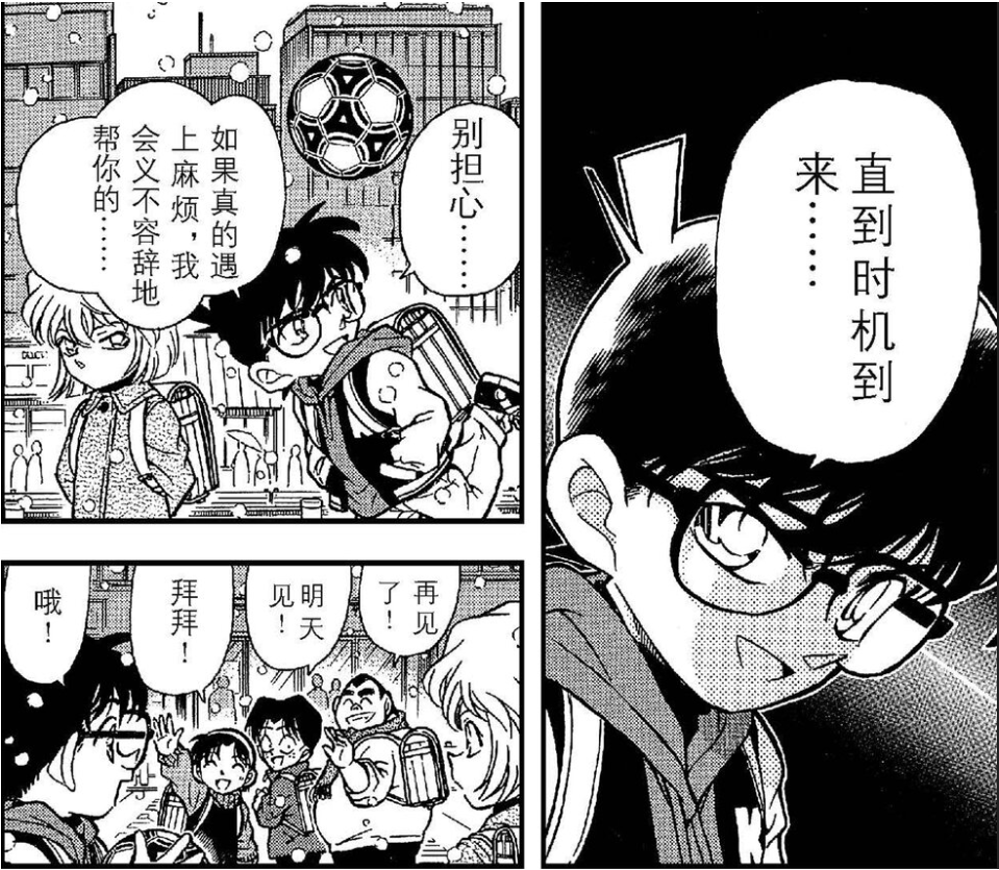 直到时机到
来……
别担心……
如果真的遇
上麻烦，我
会义不容辞地
帮你的……
再见
了！
明天
见！
拜
拜！
哦！